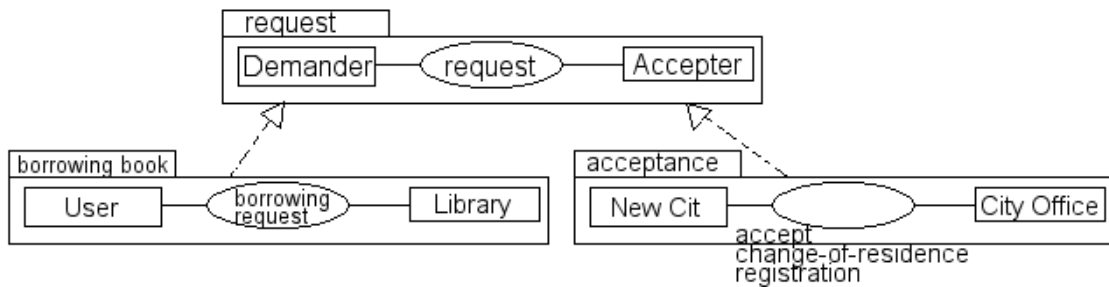 request
Demander
request
Accepter
borrowing book
User
borrowing
request
Library
acceptance
New Cit
City Office
accept
change-of-residence
registration